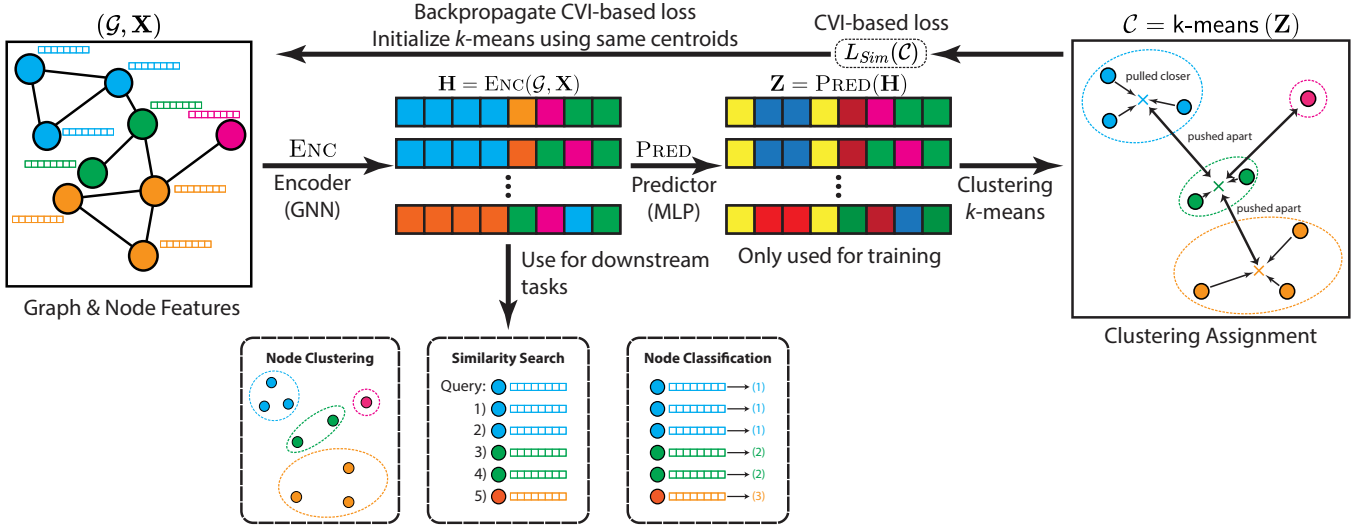 (𝒢, X)
Backpropagate CVI-based loss
Initialize k-means using same centroids
CVI-based loss
L_Sim(𝒞)
𝒞 = k-means (Z)
H = ENC(𝒢, X)
Z = PRED(H)
pulled closer
pushed apart
pushed apart
ENC
Encoder
(GNN)
PRED
Predictor
(MLP)
Clustering
k-means
Use for downstream
tasks
Only used for training
Graph & Node Features
Clustering Assignment
Node Clustering
Similarity Search
Query:
1)
2)
3)
4)
5)
Node Classification
(1)
(1)
(1)
(2)
(2)
(3)